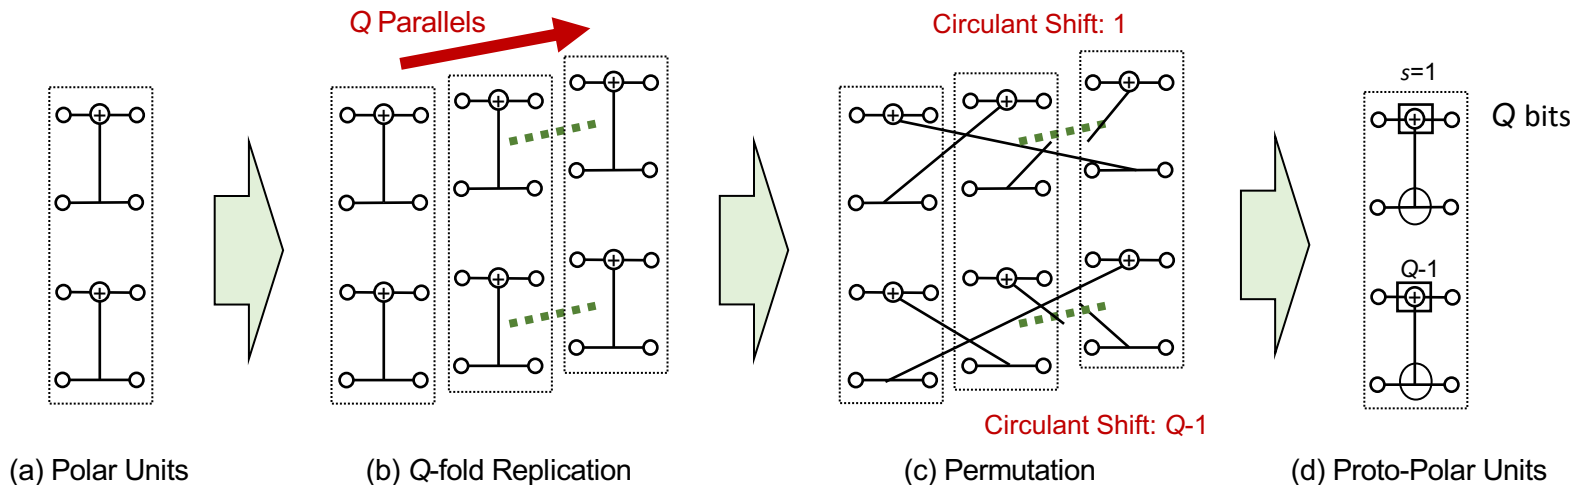 Q Parallels
Circulant Shift: 1
s=1
Q bits
Q-1
Circulant Shift: Q-1
(a) Polar Units
(b) Q-fold Replication
(c) Permutation
(d) Proto-Polar Units